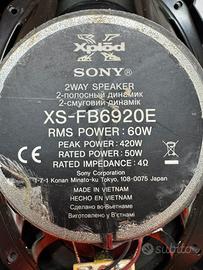 Xplōd
SONY®
2WAY SPEAKER
2-полосный динамик
2-смуговий динамік
XS-FB6920E
RMS POWER : 60W
PEAK POWER : 420W
RATED POWER : 50W
RATED IMPEDANCE : 4Ω
Sony Corporation
1-7-1 Konan Minato-ku Tokyo, 108-0075 Japan
MADE IN VIETNAM
HECHO EN VIETNAM
Сделано во Вьетнаме
Виготовлено у В'єтнамі
subito